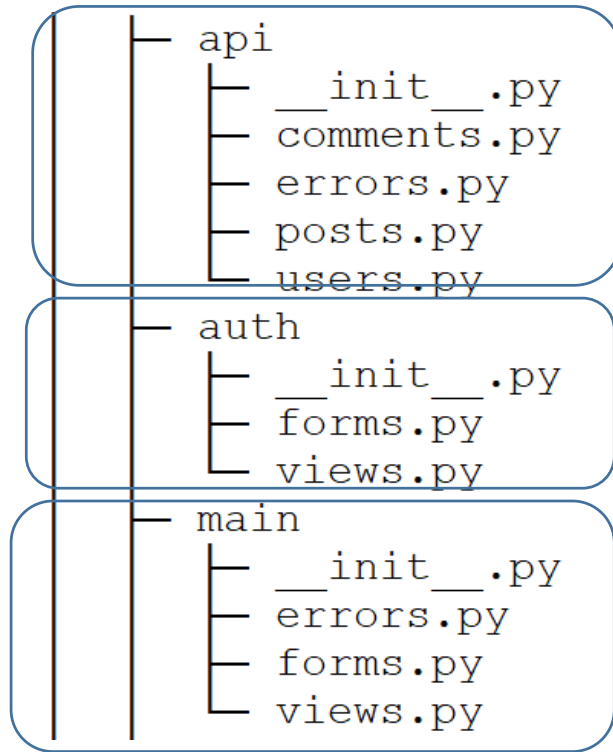 api
__init__.py
comments.py
errors.py
posts.py
users.py
auth
__init__.py
forms.py
views.py
main
__init__.py
errors.py
forms.py
views.py